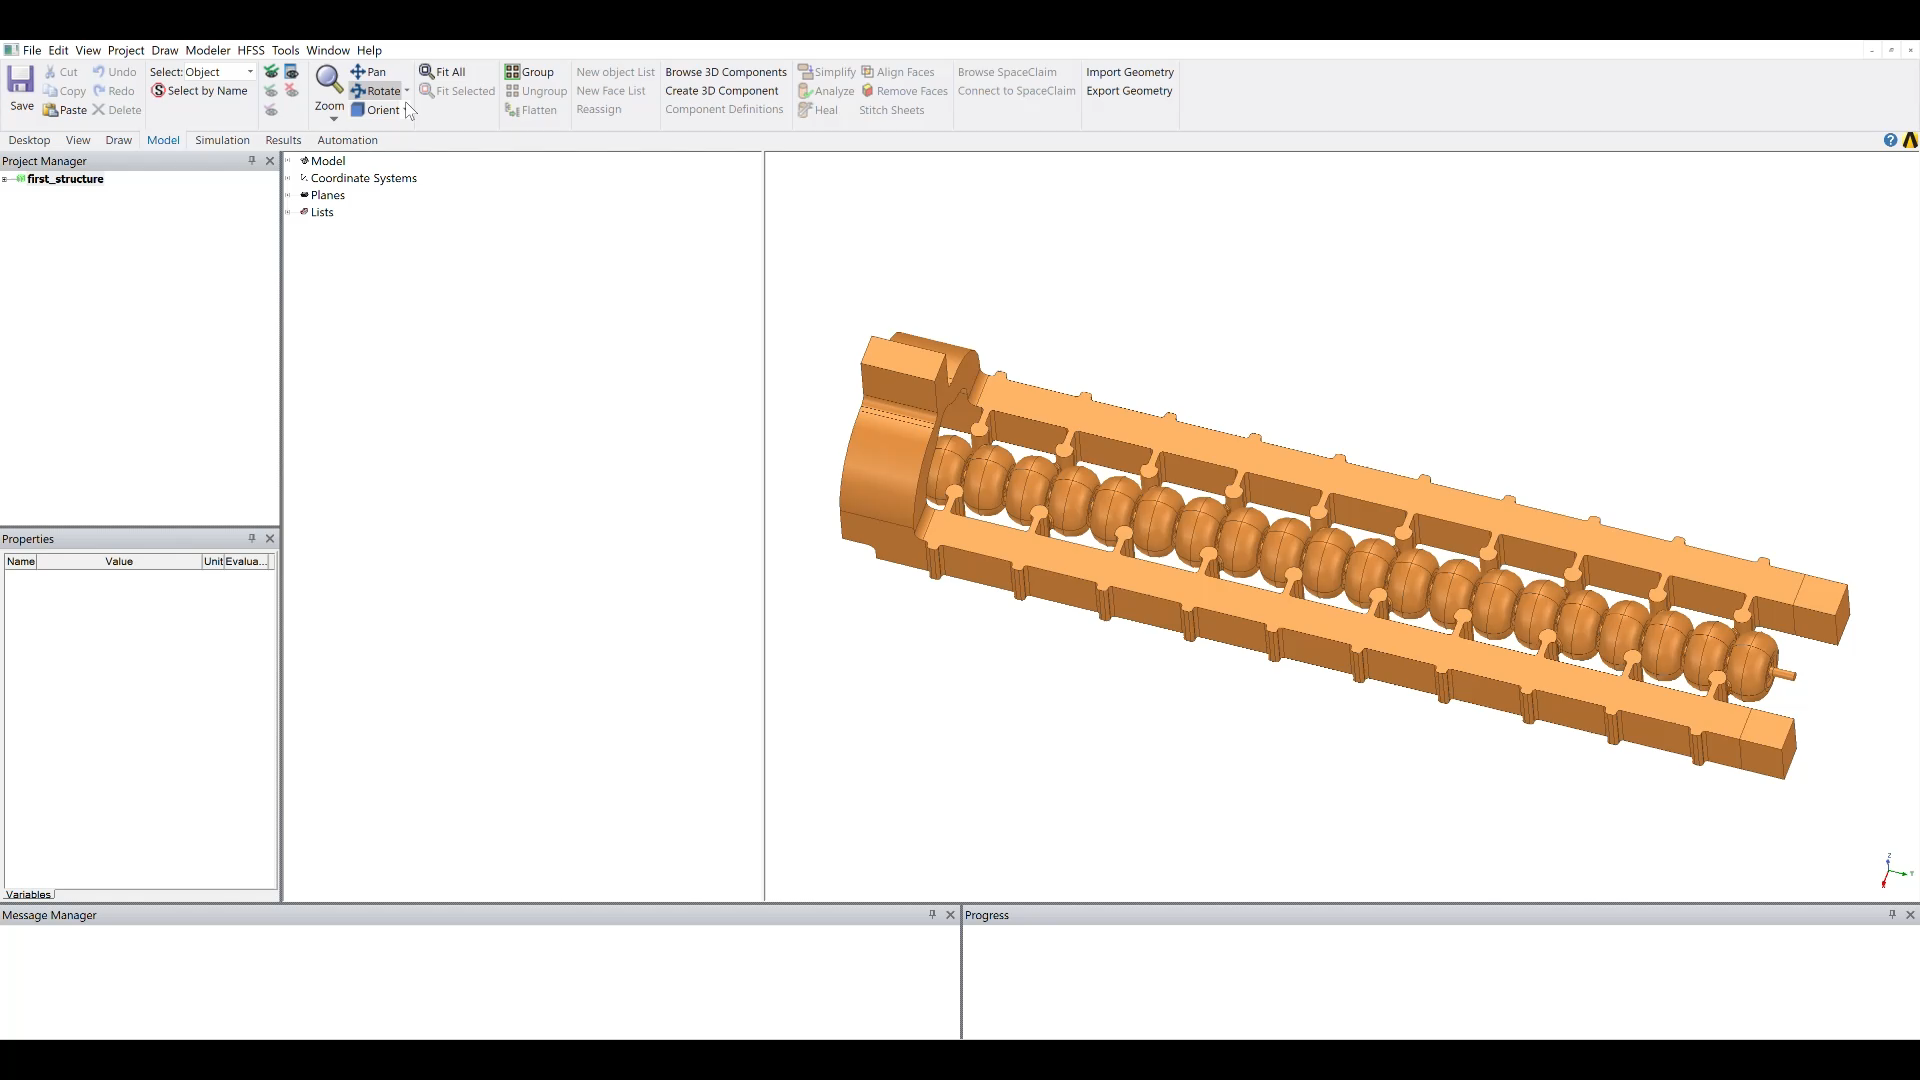 File Edit View Project Draw Modeler HFSS Tools Window Help
Save Cut Copy Paste Undo Redo Delete
Select: Object
Select by Name
Zoom Pan Rotate Orient Fit All Fit Selected
Group Ungroup Flatten
New object List New Face List Reassign
Browse 3D Components Create 3D Component Component Definitions
Simplify Analyze Heal Align Faces Remove Faces Stitch Sheets
Browse SpaceClaim Connect to SpaceClaim
Import Geometry Export Geometry
Desktop View Draw Model Simulation Results Automation
Project Manager
first_structure
Model
Coordinate Systems
Planes
Lists
Properties
Name Value Unit Evalua...
Variables
Z
Message Manager
Progress